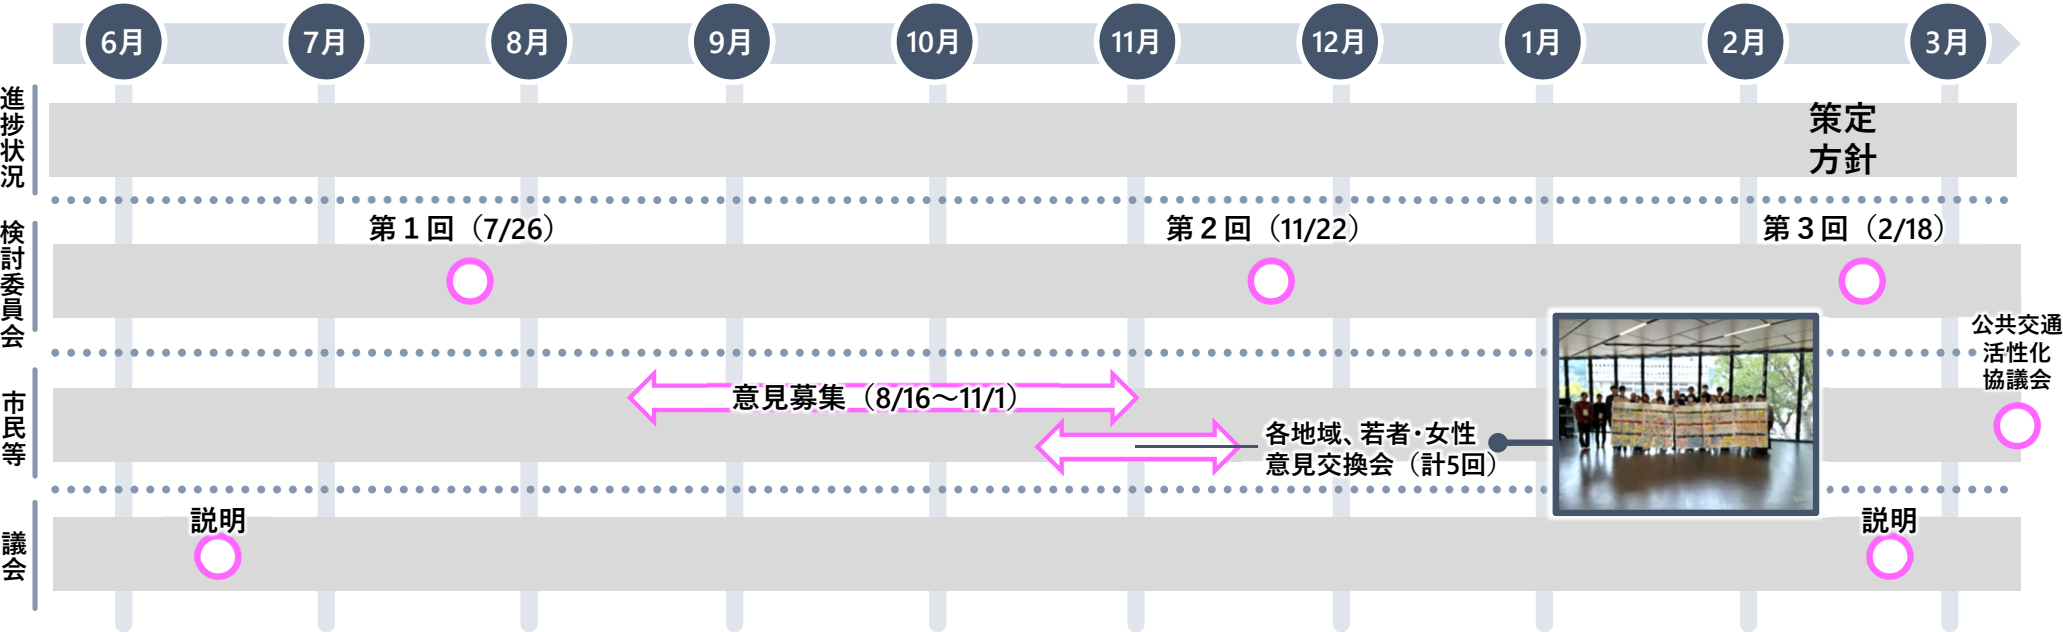 6月
7月
8月
9月
10月
11月
12月
1月
2月
3月
進捗状況
策定
方針
検討委員会
第１回（7/26）
第２回（11/22）
第３回（2/18）
市民等
意見募集（8/16～11/1）
各地域、若者・女性
意見交換会（計5回）
公共交通
活性化
協議会
議会
説明
説明